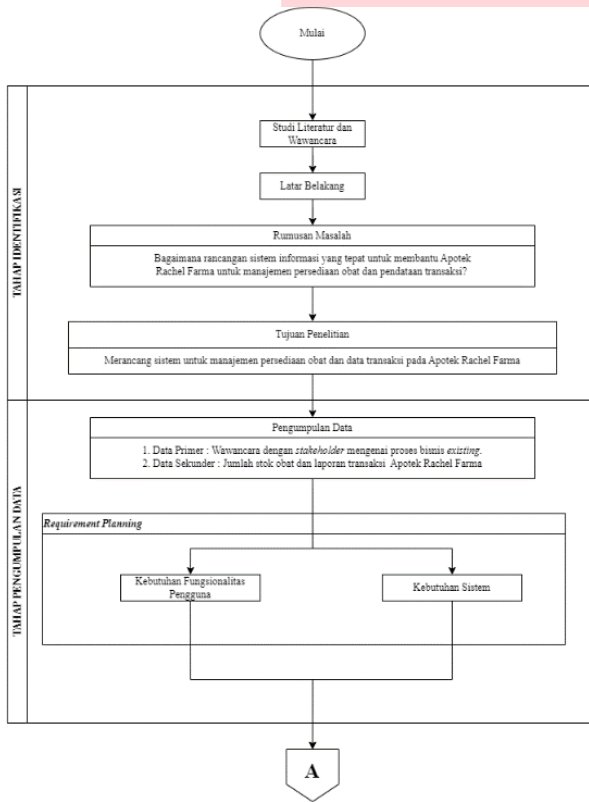 Mulai
TAHAP IDENTIFIKASI
Studi Literatur dan
Wawancara
Latar Belakang
Rumusan Masalah
Bagaimana rancangan sistem informasi yang tepat untuk membantu Apotek
Rachel Farma untuk manajemen persediaan obat dan pendataan transaksi?
Tujuan Penelitian
Merancang sistem untuk manajemen persediaan obat dan data transaksi pada Apotek Rachel Farma
TAHAP PENGUMPULAN DATA
Pengumpulan Data
1. Data Primer : Wawancara dengan stakeholder mengenai proses bisnis existing.
2. Data Sekunder : Jumlah stok obat dan laporan transaksi Apotek Rachel Farma
Requirement Planning
Kebutuhan Fungsionalitas
Pengguna
Kebutuhan Sistem
A